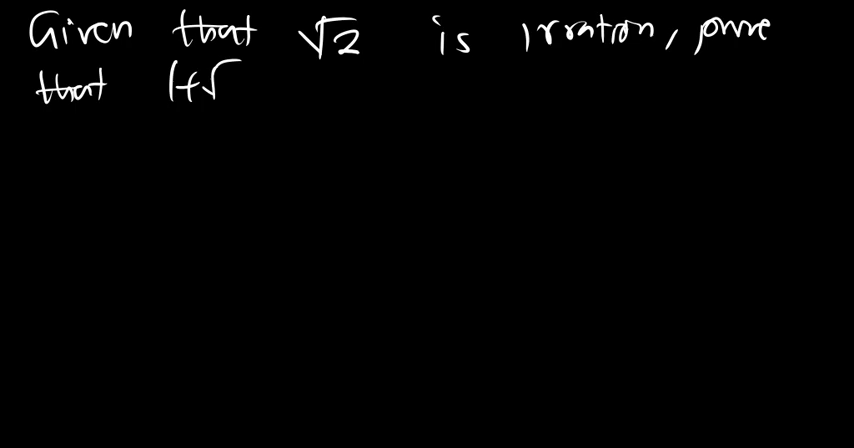 Given that √2 is irration, prove
that 1+√